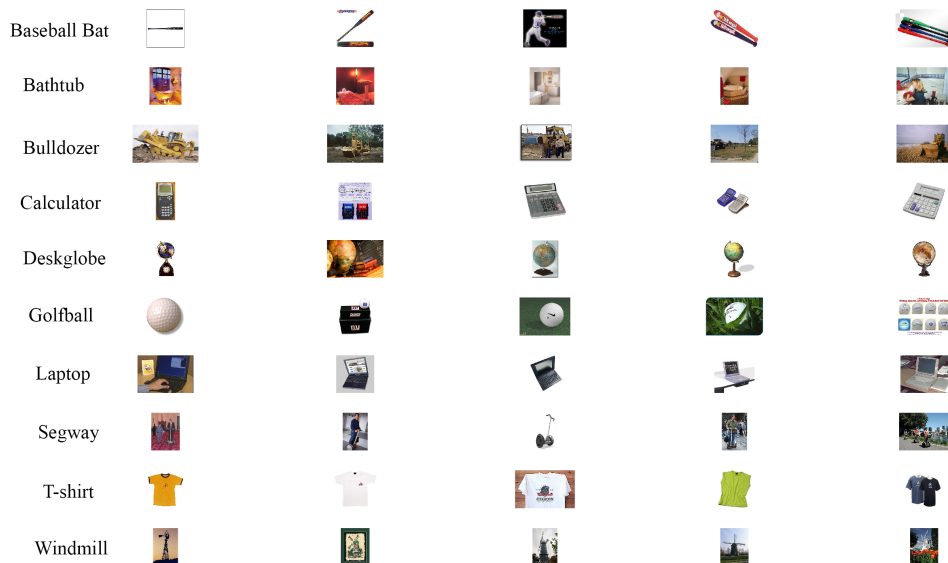 Baseball Bat
Bathtub
Bulldozer
Calculator
Deskglobe
Golfball
Laptop
Segway
T-shirt
Windmill